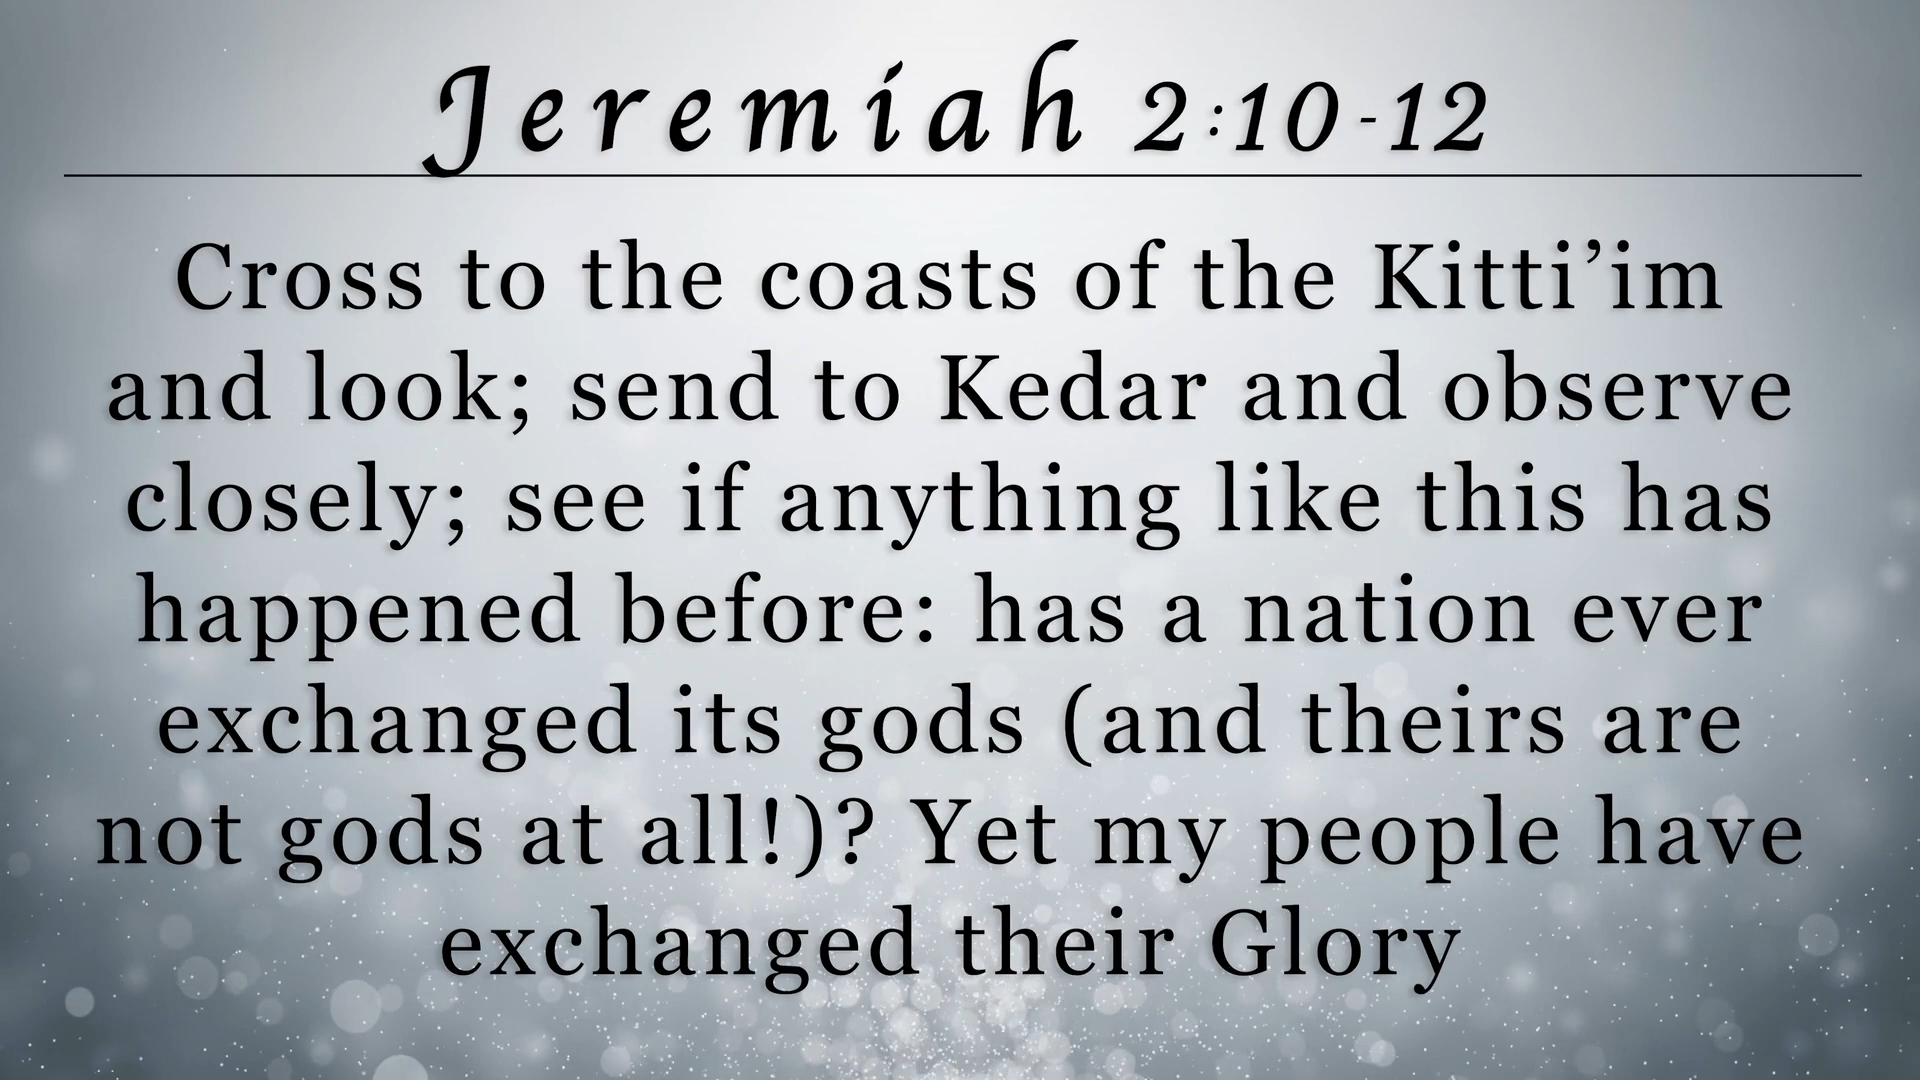 Jeremiah 2:10-12
Cross to the coasts of the Kitti’im
and look; send to Kedar and observe
closely; see if anything like this has
happened before: has a nation ever
exchanged its gods (and theirs are
not gods at all!)? Yet my people have
exchanged their Glory